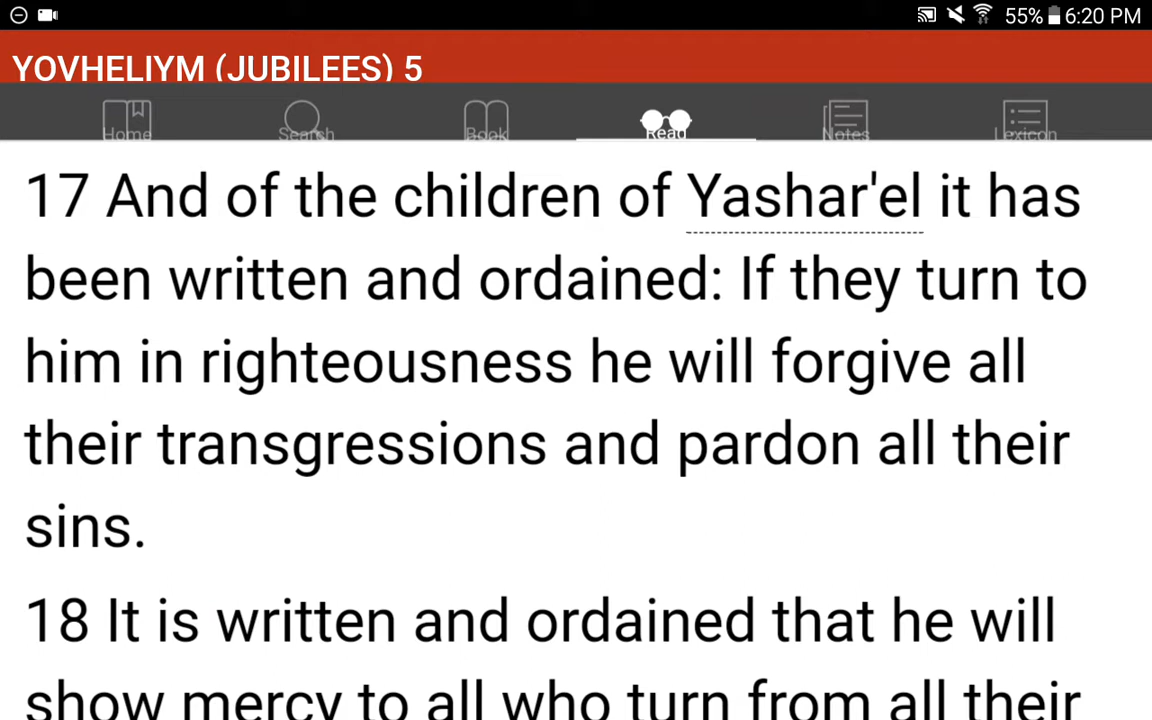 55% 6:20 PM
YOVHELIYM (JUBILEES) 5
Home Search Book Read Notes Lexicon
17 And of the children of Yashar'el it has
been written and ordained: If they turn to
him in righteousness he will forgive all
their transgressions and pardon all their
sins.
18 It is written and ordained that he will
show mercy to all who turn from all their